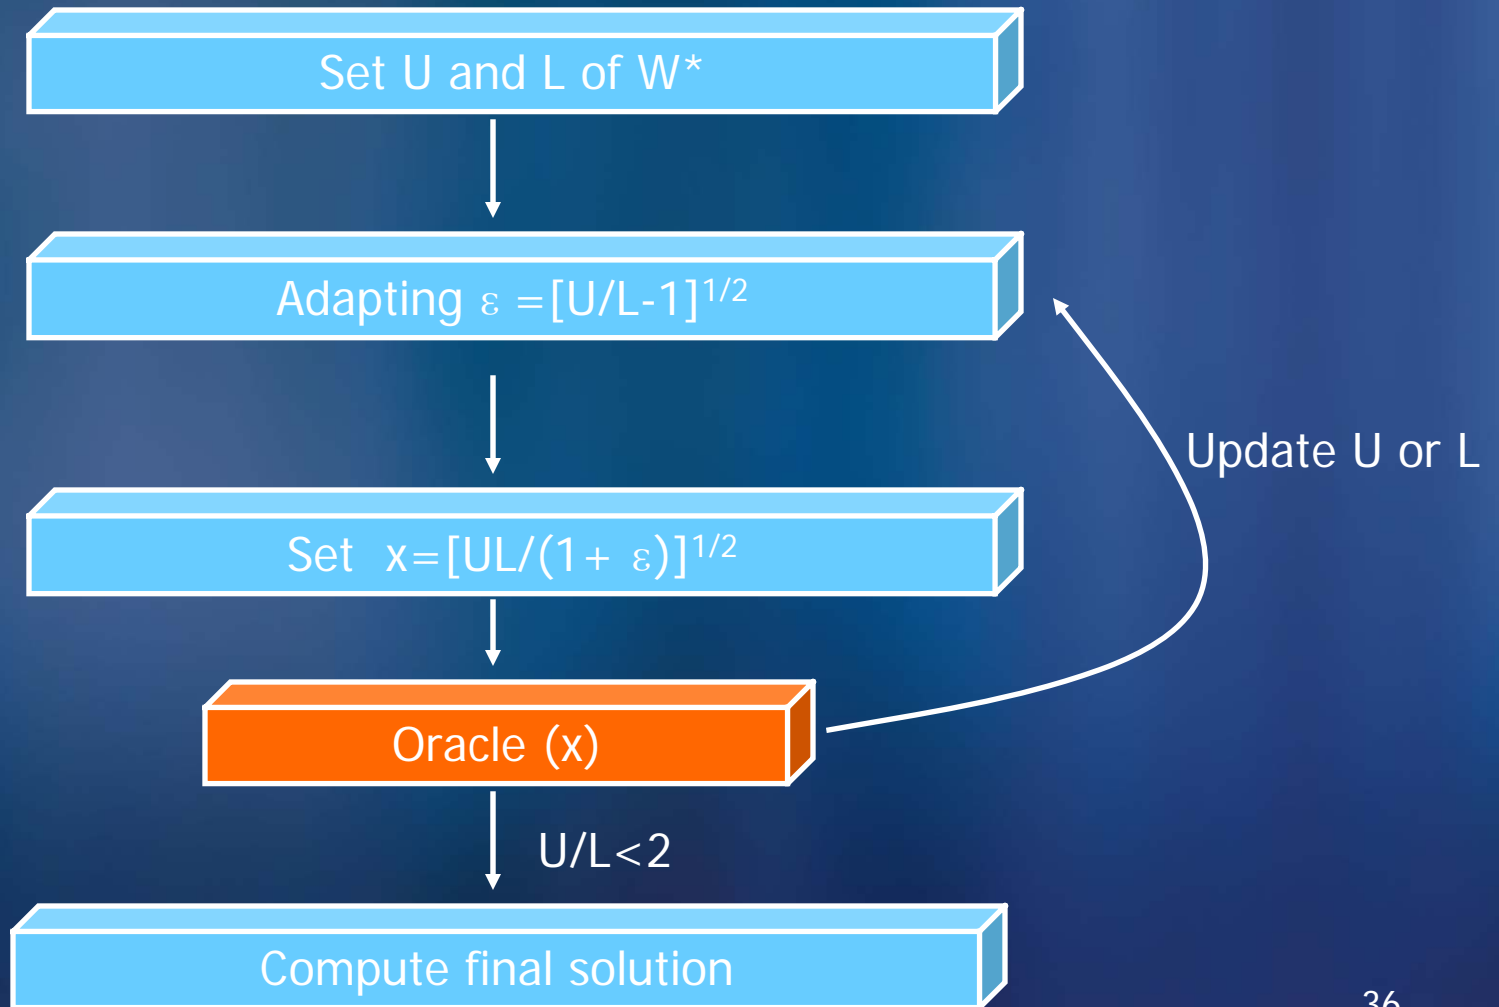 Set U and L of W*
Adapting ε =[U/L-1]1/2
Set x=[UL/(1+ ε)]1/2
Update U or L
Oracle (x)
U/L<2
Compute final solution
36